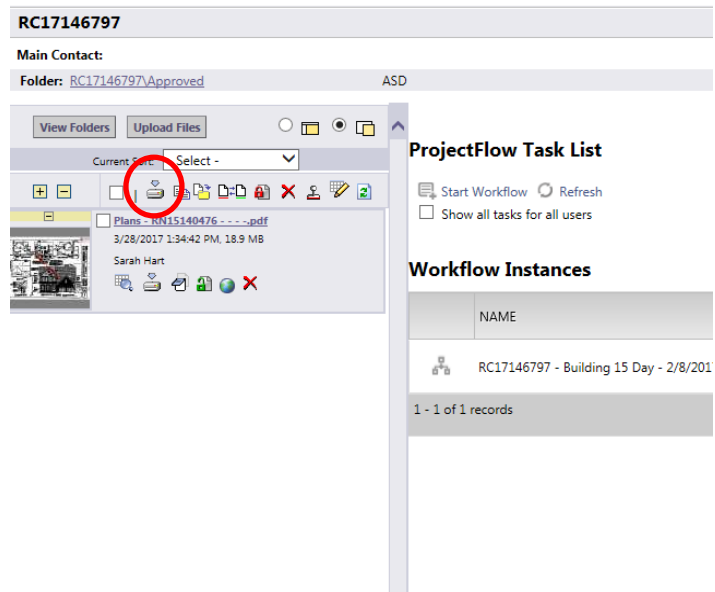 RC17146797
Main Contact:
Folder: RC17146797\Approved ASD
View Folders Upload Files
Current Sort: - Select -
ProjectFlow Task List
Start Workflow Refresh
Show all tasks for all users
Plans - RN15140476 - - - -.pdf
3/28/2017 1:34:42 PM, 18.9 MB
Sarah Hart
Workflow Instances
NAME
RC17146797 - Building 15 Day - 2/8/201
1 - 1 of 1 records